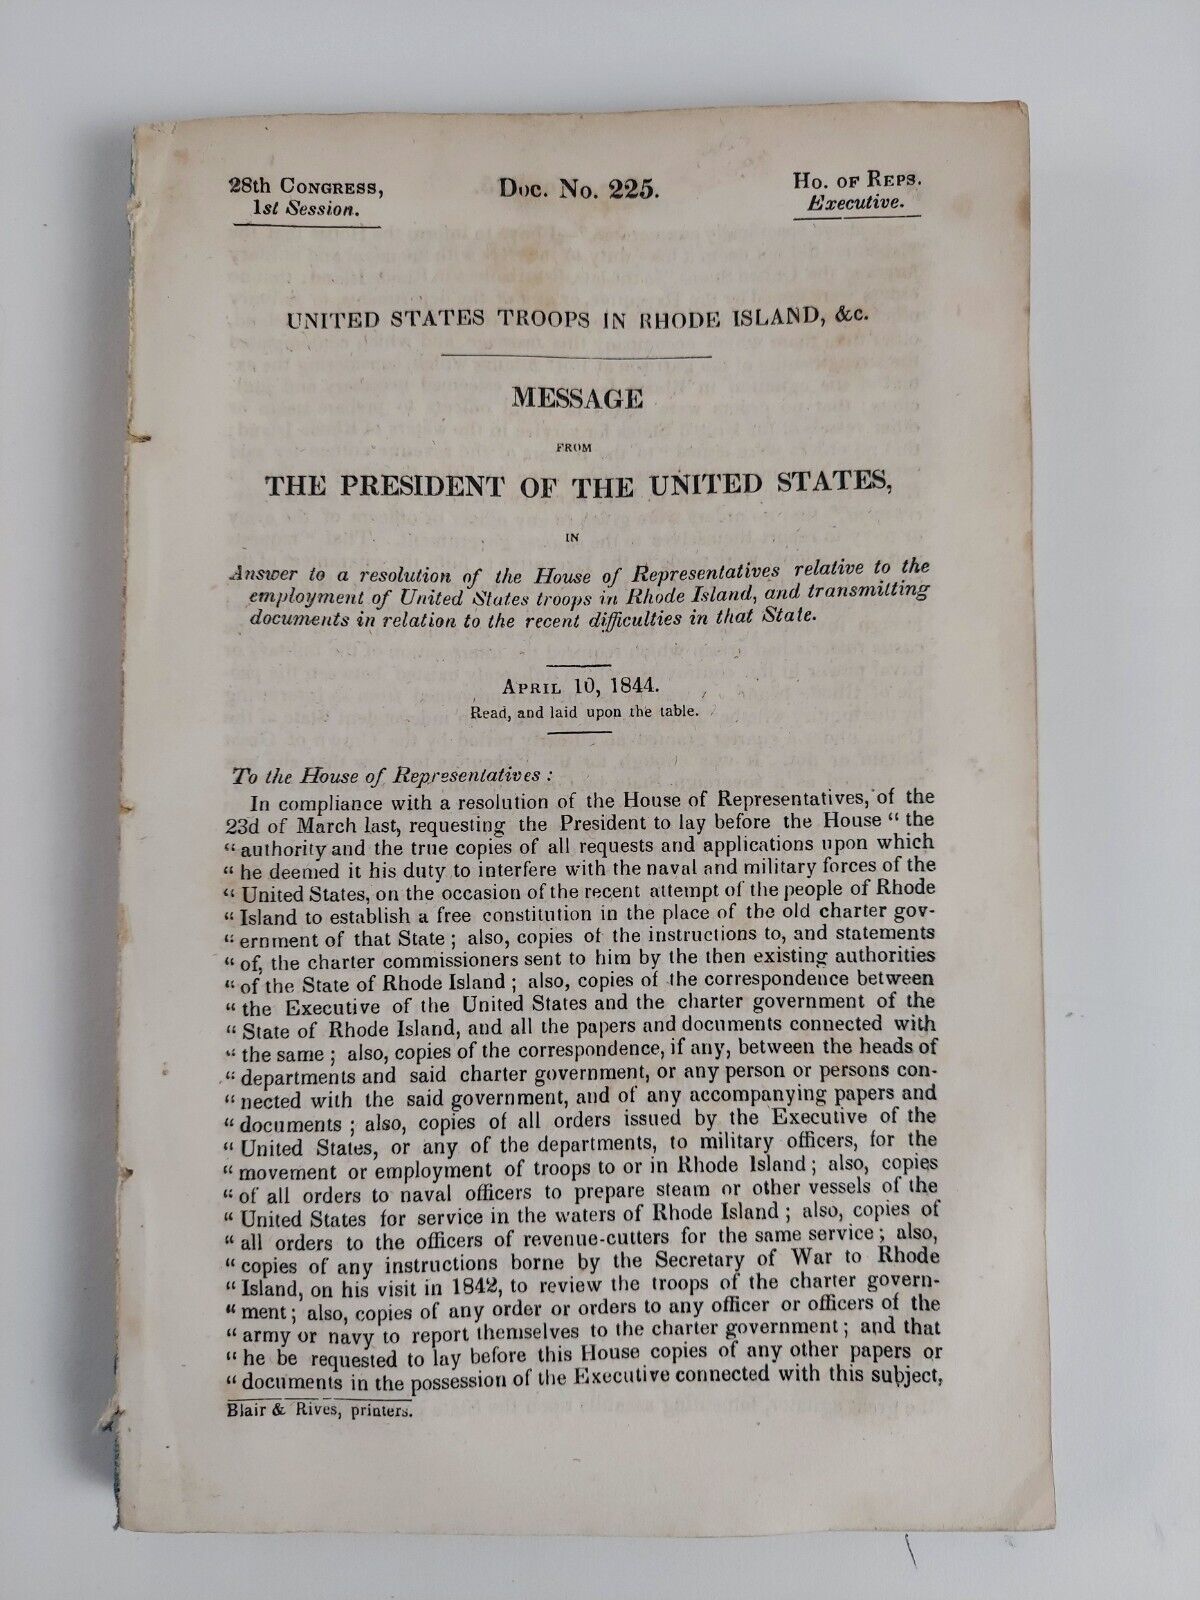 28th Congress,
1st Session.
Doc. No. 225.
Ho. of Reps.
Executive.
UNITED STATES TROOPS IN RHODE ISLAND, &c.
MESSAGE
FROM
THE PRESIDENT OF THE UNITED STATES,
IN
Answer to a resolution of the House of Representatives relative to the
employment of United States troops in Rhode Island, and transmitting
documents in relation to the recent difficulties in that State.
April 10, 1844.
Read, and laid upon the table.
To the House of Representatives :
In compliance with a resolution of the House of Representatives, of the
23d of March last, requesting the President to lay before the House “ the
“ authority and the true copies of all requests and applications upon which
“ he deemed it his duty to interfere with the naval and military forces of the
“ United States, on the occasion of the recent attempt of the people of Rhode
“ Island to establish a free constitution in the place of the old charter gov-
“ ernment of that State ; also, copies of the instructions to, and statements
“ of, the charter commissioners sent to him by the then existing authorities
“ of the State of Rhode Island ; also, copies of the correspondence between
“ the Executive of the United States and the charter government of the
“ State of Rhode Island, and all the papers and documents connected with
“ the same ; also, copies of the correspondence, if any, between the heads of
“ departments and said charter government, or any person or persons con-
“ nected with the said government, and of any accompanying papers and
“ documents ; also, copies of all orders issued by the Executive of the
“ United States, or any of the departments, to military officers, for the
“ movement or employment of troops to or in Rhode Island ; also, copies
“ of all orders to naval officers to prepare steam or other vessels of the
“ United States for service in the waters of Rhode Island ; also, copies of
“ all orders to the officers of revenue-cutters for the same service ; also,
“ copies of any instructions borne by the Secretary of War to Rhode
“ Island, on his visit in 1842, to review the troops of the charter govern-
“ ment ; also, copies of any order or orders to any officer or officers of the
“ army or navy to report themselves to the charter government ; and that
“ he be requested to lay before this House copies of any other papers or
“ documents in the possession of the Executive connected with this subject,
Blair & Rives, printers.